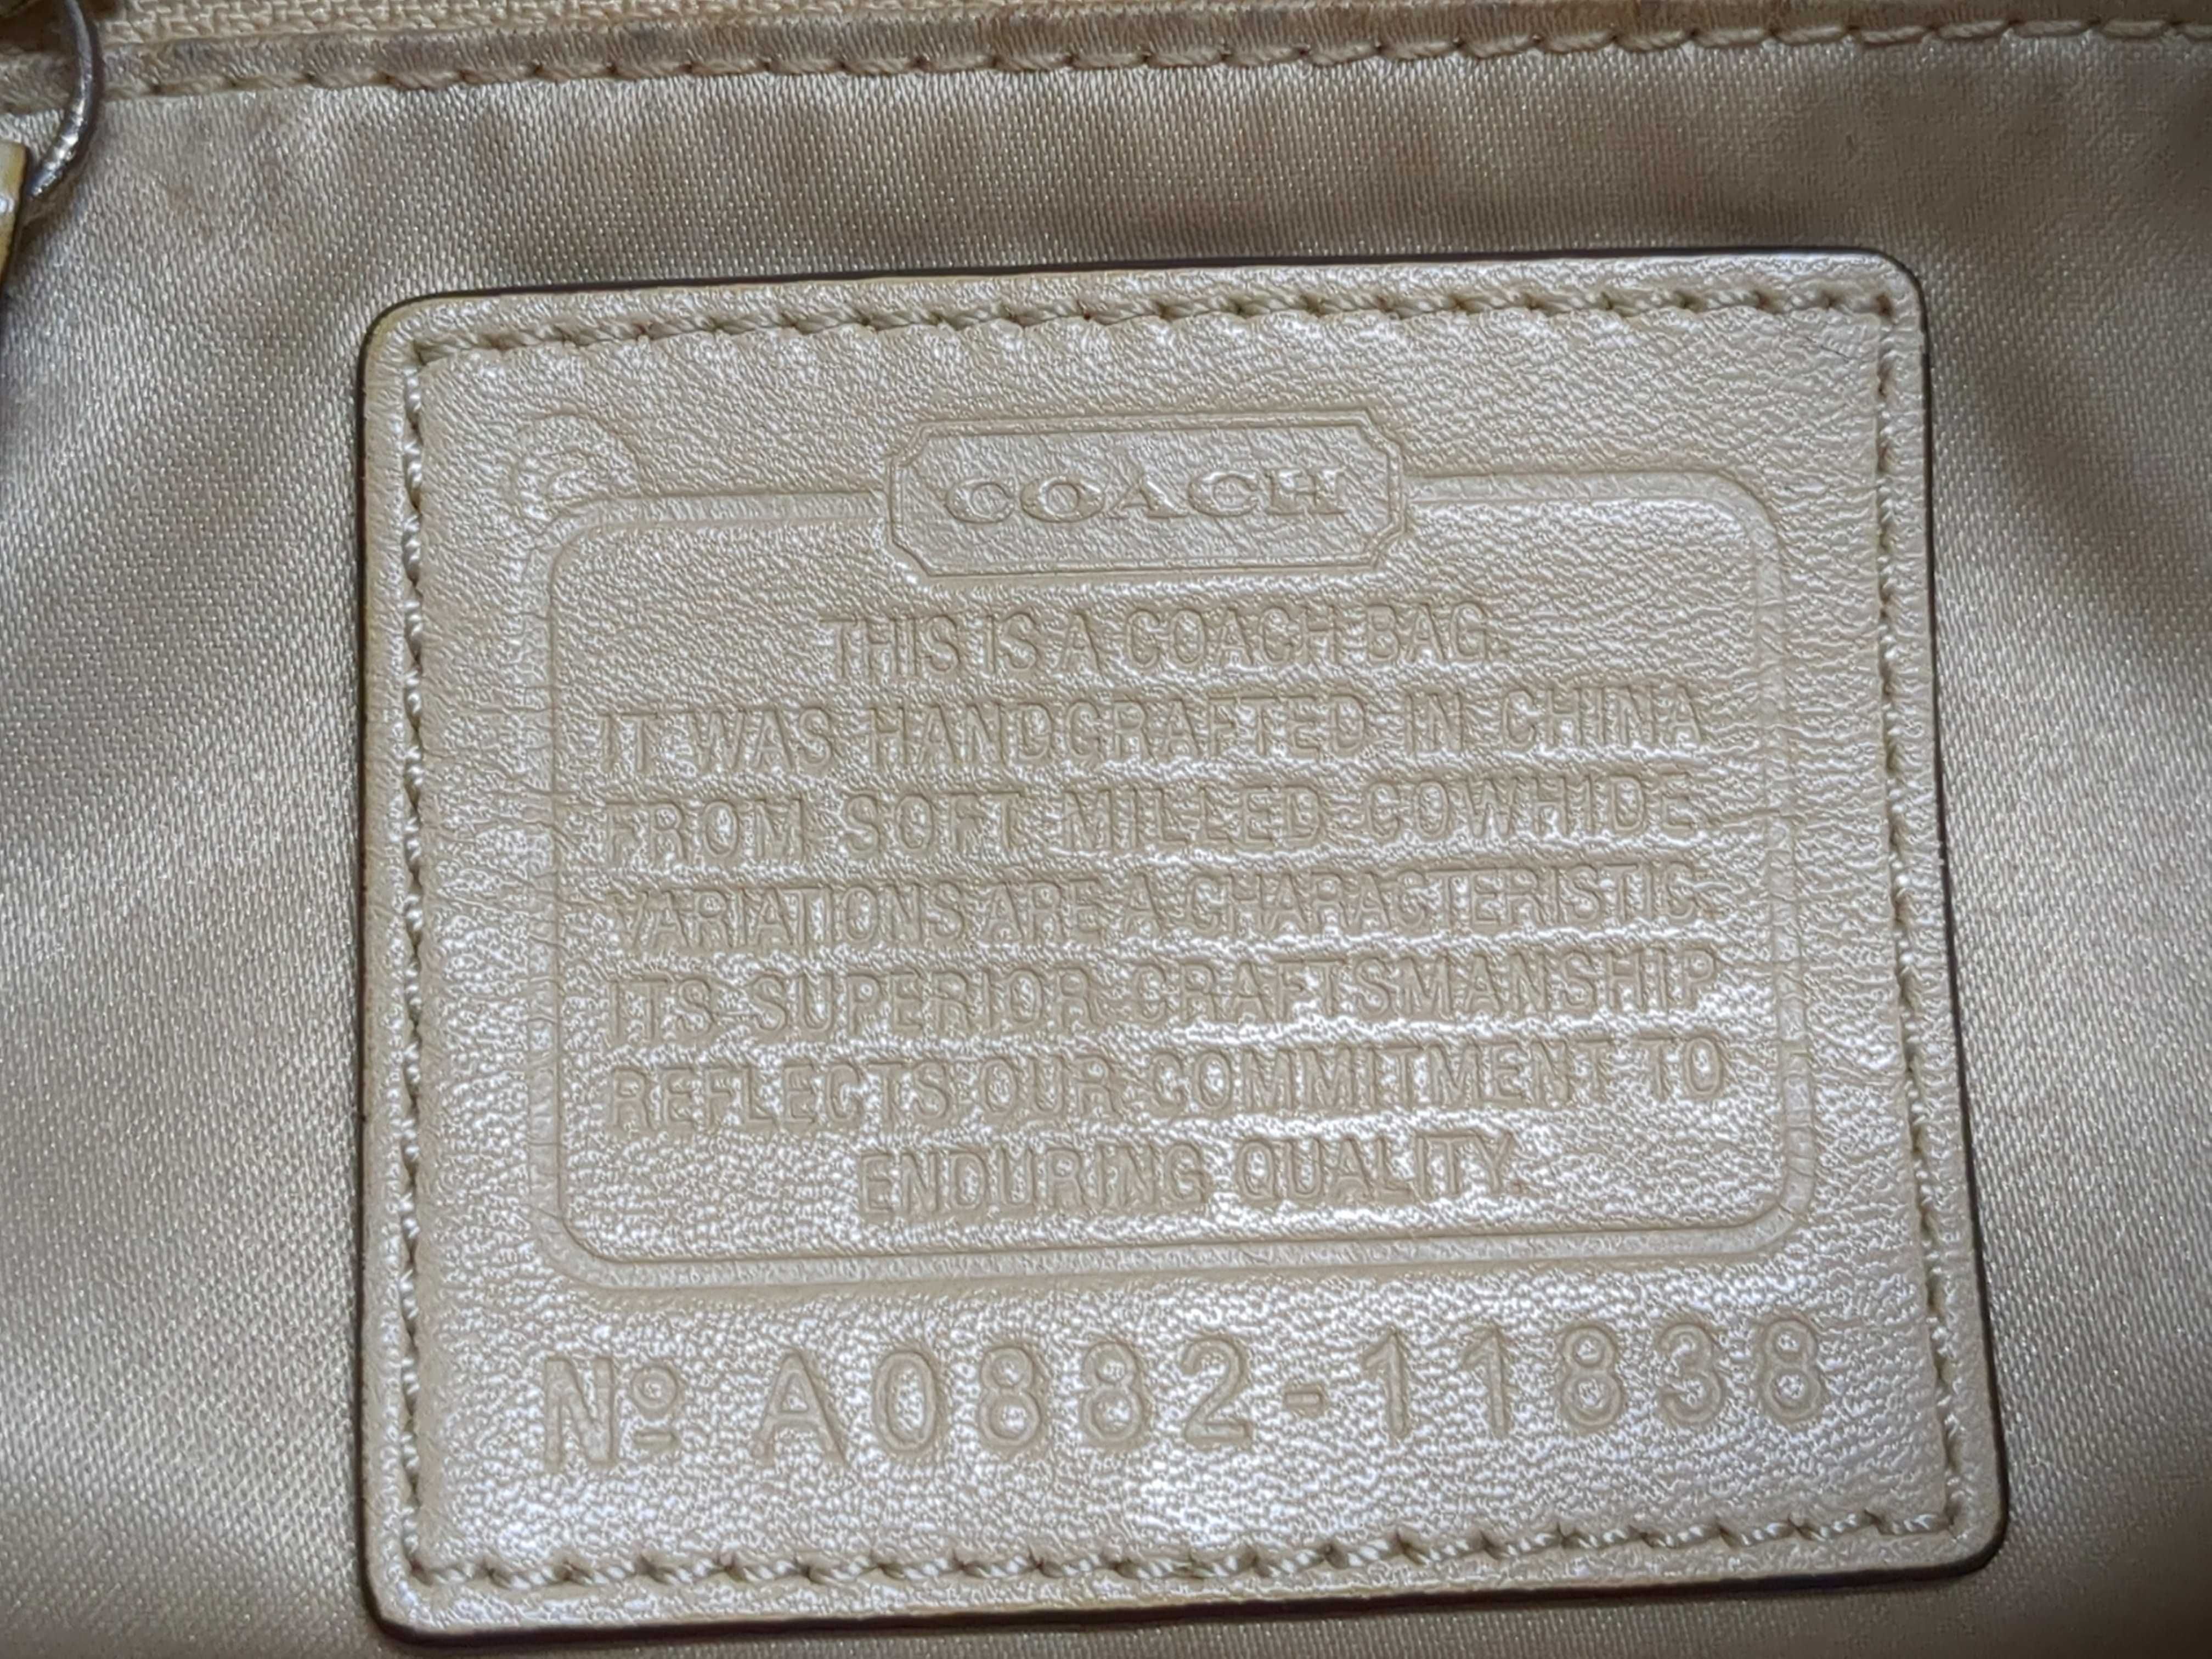 COACH
THIS IS A COACH BAG.
IT WAS HANDCRAFTED IN CHINA
FROM SOFT MILLED COWHIDE.
VARIATIONS ARE A CHARACTERISTIC.
ITS SUPERIOR CRAFTSMANSHIP
REFLECTS OUR COMMITMENT TO
ENDURING QUALITY.
Nº A0882-11838